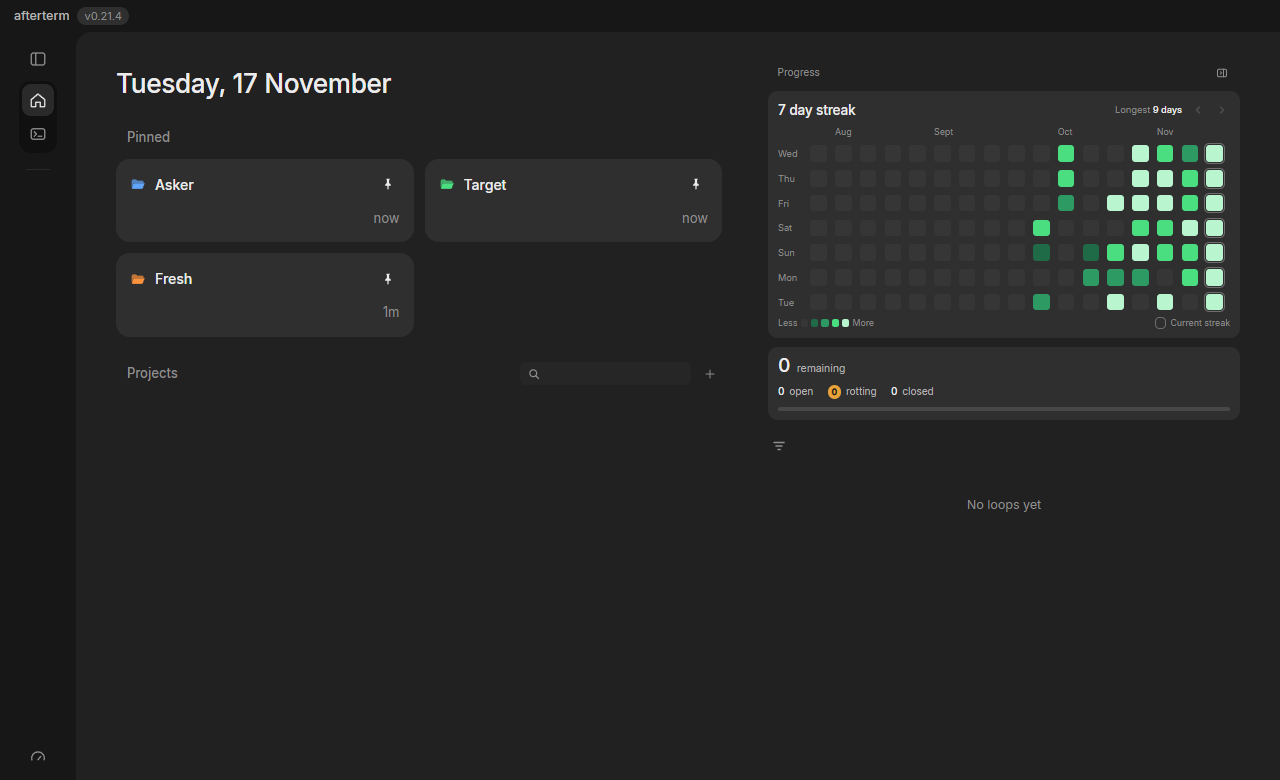 afterterm v0.21.4
Tuesday, 17 November
Pinned
Asker
now
Target
now
Fresh
1m
Projects
Progress
7 day streak
Longest 9 days
Aug Sept Oct Nov
Wed
Thu
Fri
Sat
Sun
Mon
Tue
Less More
Current streak
0 remaining
0 open 0 rotting 0 closed
No loops yet